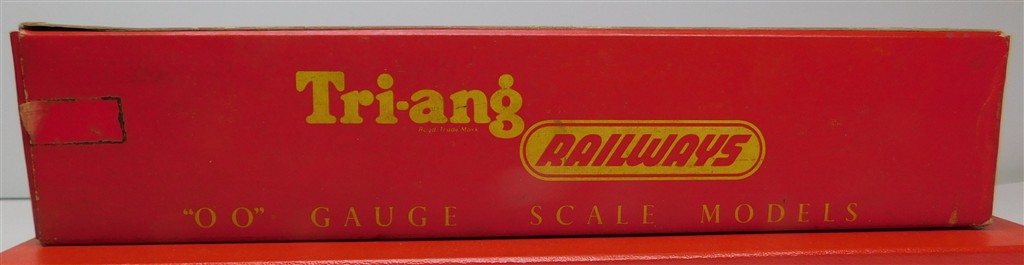 Tri-ang
RAILWAYS
"OO" GAUGE SCALE MODELS